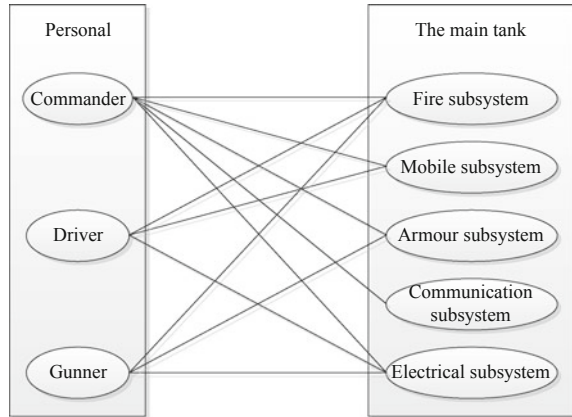 Personal
Commander
Driver
Gunner
The main tank
Fire subsystem
Mobile subsystem
Armour subsystem
Communication
subsystem
Electrical subsystem